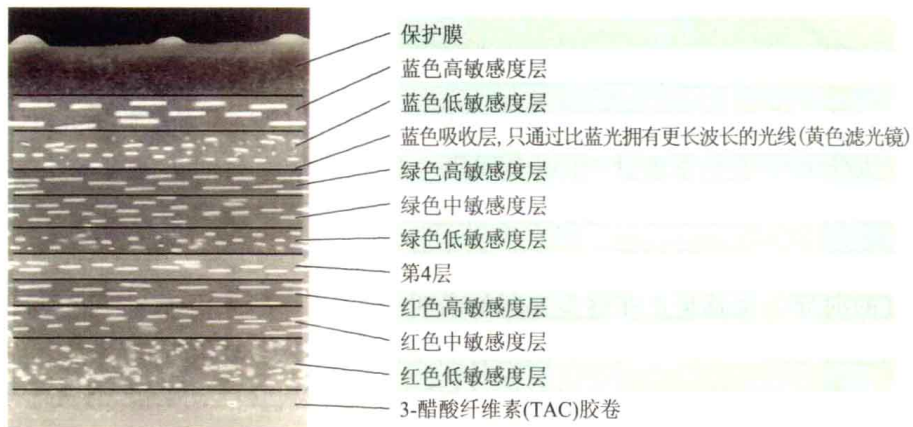 保护膜
蓝色高敏感度层
蓝色低敏感度层
蓝色吸收层,只通过比蓝光拥有更长波长的光线(黄色滤光镜)
绿色高敏感度层
绿色中敏感度层
绿色低敏感度层
第4层
红色高敏感度层
红色中敏感度层
红色低敏感度层
3-醋酸纤维素(TAC)胶卷